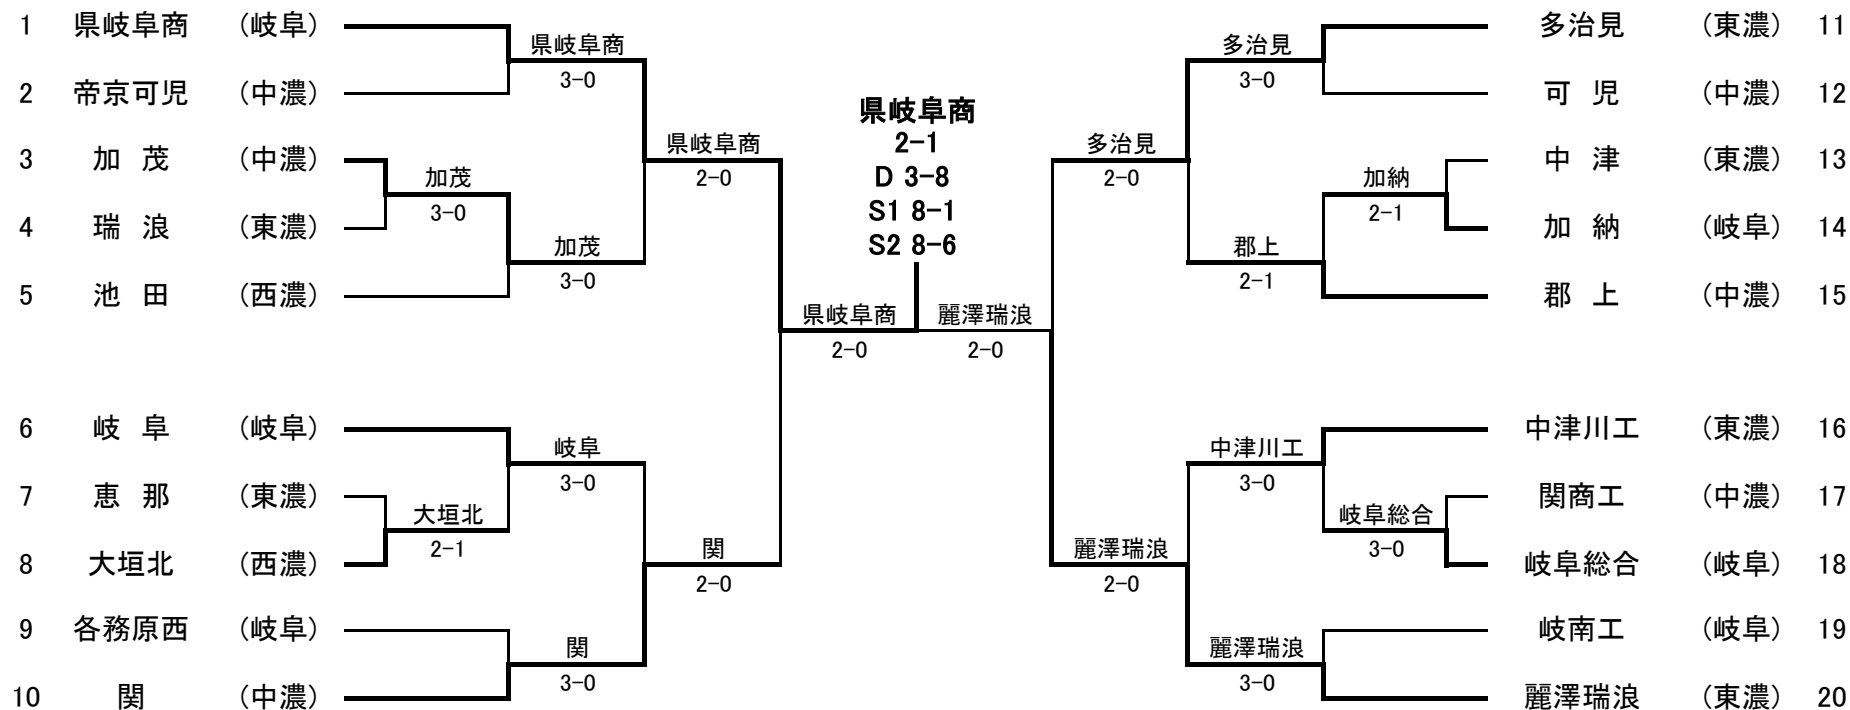 1 県岐阜商 （岐阜）
2 帝京可児 （中濃）
3 加 茂 （中濃）
4 瑞 浪 （東濃）
5 池 田 （西濃）
6 岐 阜 （岐阜）
7 恵 那 （東濃）
8 大垣北 （西濃）
9 各務原西 （岐阜）
10 関 （中濃）
加茂
3-0
大垣北
2-1
県岐阜商
3-0
加茂
3-0
岐阜
3-0
関
3-0
県岐阜商
2-0
関
2-0
県岐阜商
2-0
県岐阜商
2-1
D 3-8
S1 8-1
S2 8-6
麗澤瑞浪
2-0
多治見
2-0
麗澤瑞浪
2-0
多治見
3-0
郡上
2-1
中津川工
3-0
麗澤瑞浪
3-0
加納
2-1
岐阜総合
3-0
多治見 （東濃） 11
可 児 （中濃） 12
中 津 （東濃） 13
加 納 （岐阜） 14
郡 上 （中濃） 15
中津川工 （東濃） 16
関商工 （中濃） 17
岐阜総合 （岐阜） 18
岐南工 （岐阜） 19
麗澤瑞浪 （東濃） 20